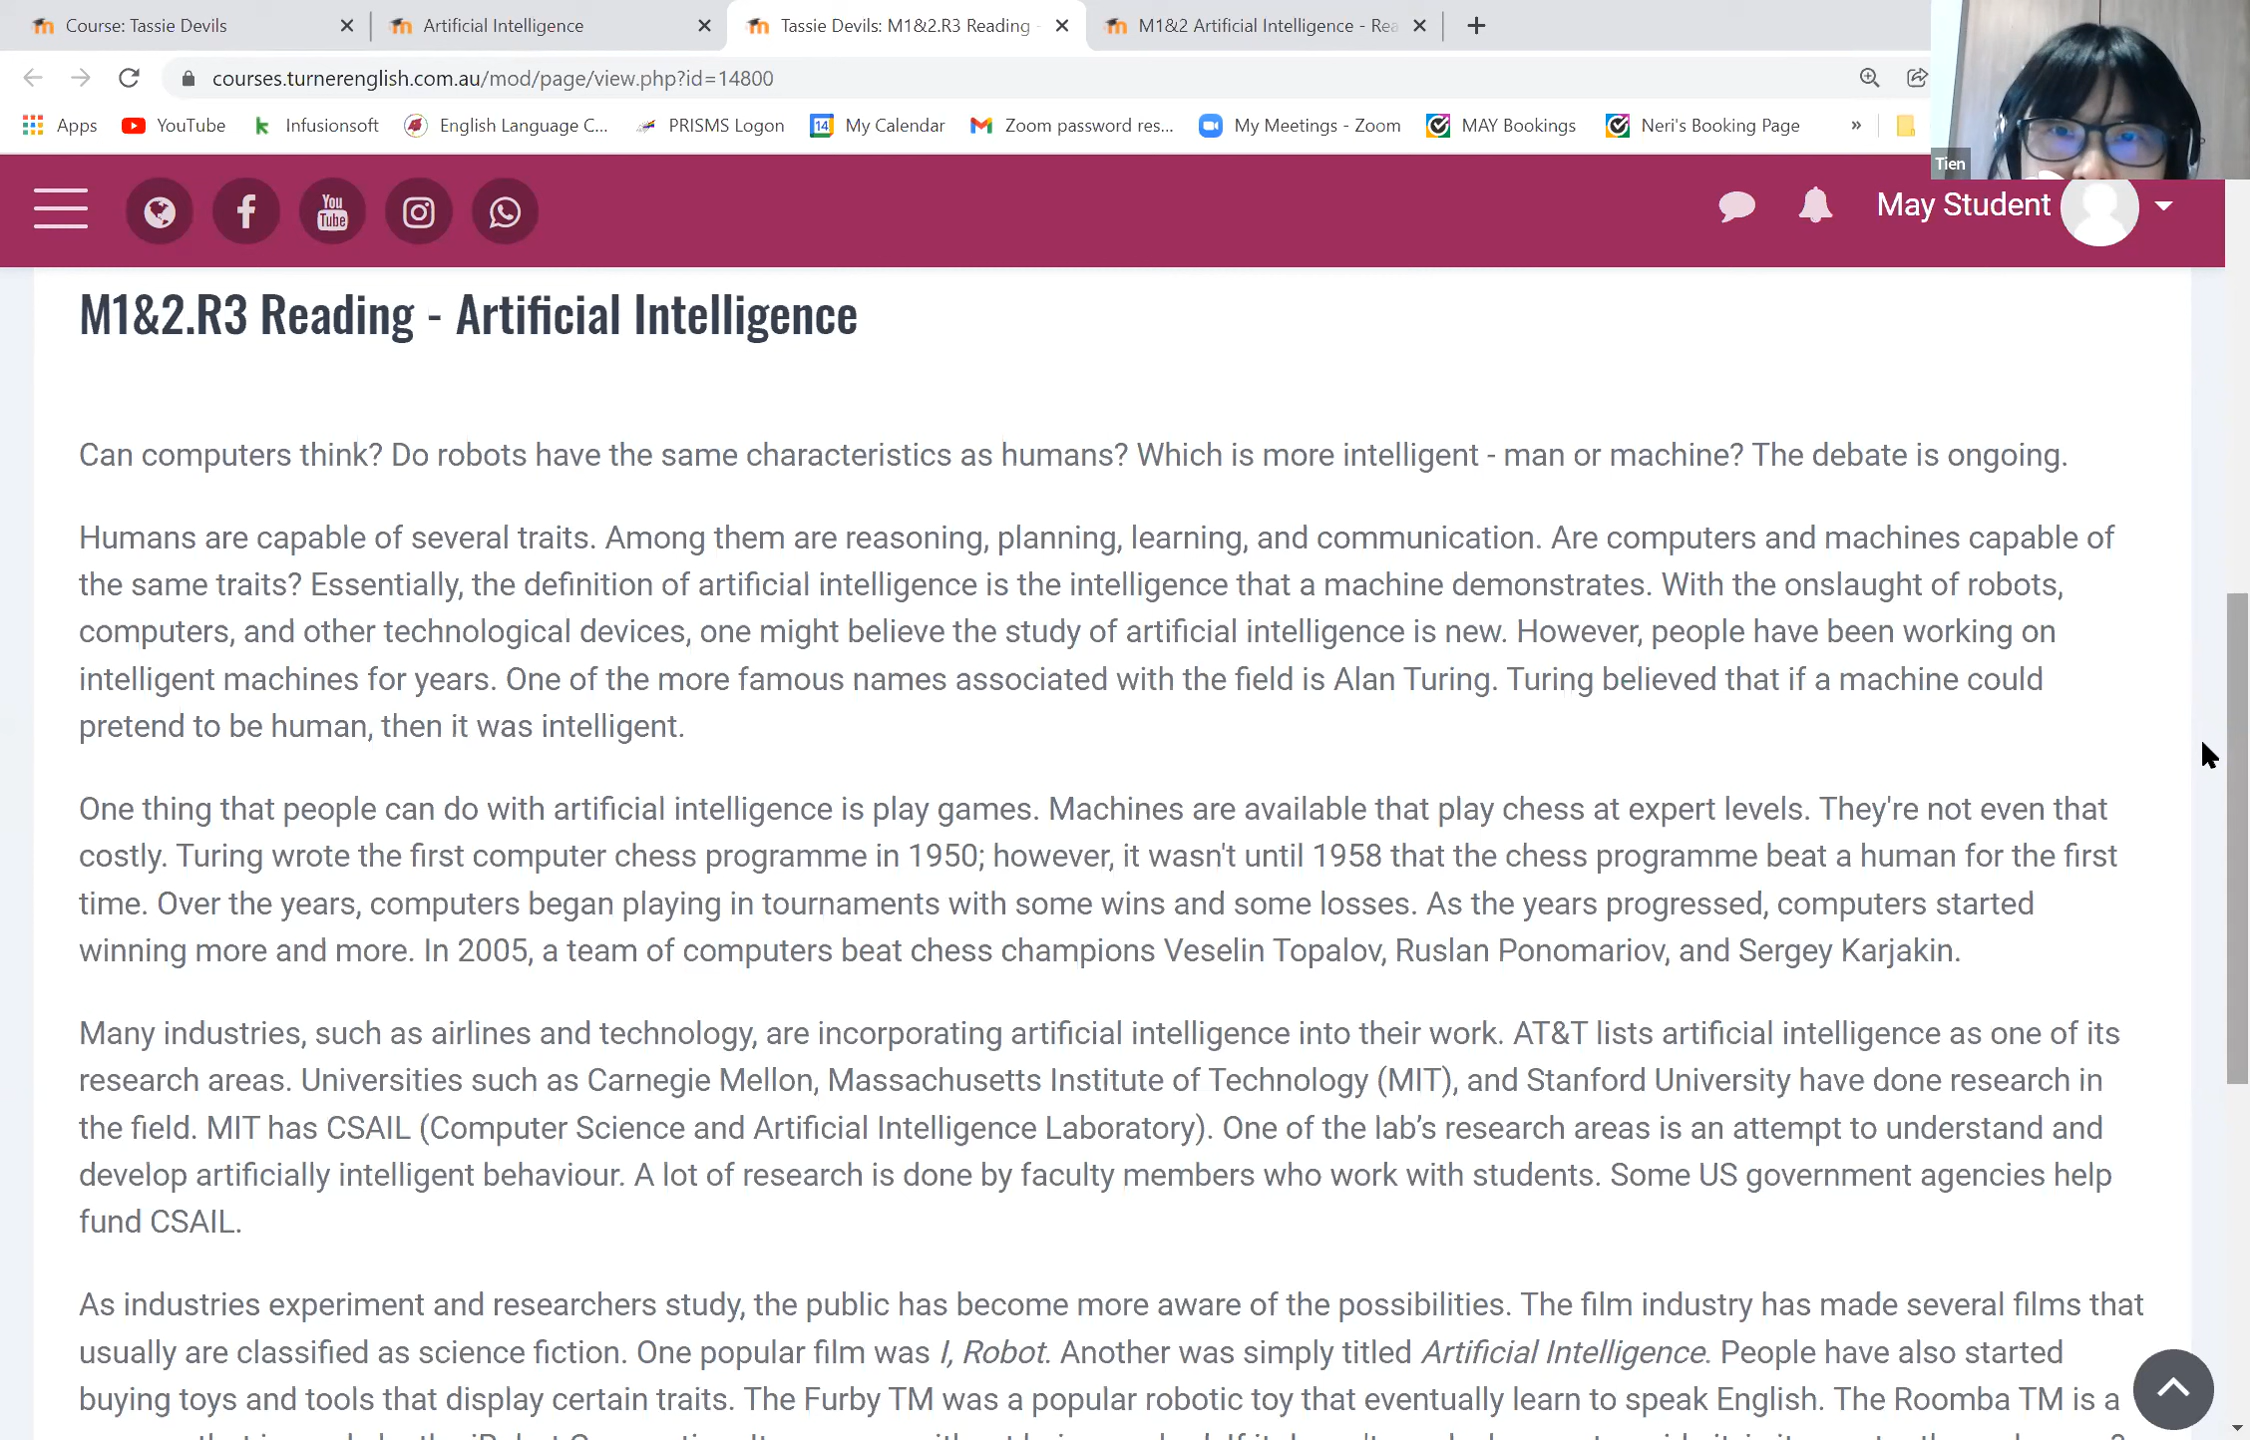 Course: Tassie Devils
Artificial Intelligence
Tassie Devils: M1&2.R3 Reading -
M1&2 Artificial Intelligence - Rea
courses.turnerenglish.com.au/mod/page/view.php?id=14800
Apps YouTube Infusionsoft English Language C... PRISMS Logon 14 My Calendar Zoom password res... My Meetings - Zoom MAY Bookings Neri's Booking Page »
Tien
You
Tube
May Student
M1&2.R3 Reading - Artificial Intelligence
Can computers think? Do robots have the same characteristics as humans? Which is more intelligent - man or machine? The debate is ongoing.
Humans are capable of several traits. Among them are reasoning, planning, learning, and communication. Are computers and machines capable of
the same traits? Essentially, the definition of artificial intelligence is the intelligence that a machine demonstrates. With the onslaught of robots,
computers, and other technological devices, one might believe the study of artificial intelligence is new. However, people have been working on
intelligent machines for years. One of the more famous names associated with the field is Alan Turing. Turing believed that if a machine could
pretend to be human, then it was intelligent.
One thing that people can do with artificial intelligence is play games. Machines are available that play chess at expert levels. They're not even that
costly. Turing wrote the first computer chess programme in 1950; however, it wasn't until 1958 that the chess programme beat a human for the first
time. Over the years, computers began playing in tournaments with some wins and some losses. As the years progressed, computers started
winning more and more. In 2005, a team of computers beat chess champions Veselin Topalov, Ruslan Ponomariov, and Sergey Karjakin.
Many industries, such as airlines and technology, are incorporating artificial intelligence into their work. AT&T lists artificial intelligence as one of its
research areas. Universities such as Carnegie Mellon, Massachusetts Institute of Technology (MIT), and Stanford University have done research in
the field. MIT has CSAIL (Computer Science and Artificial Intelligence Laboratory). One of the lab’s research areas is an attempt to understand and
develop artificially intelligent behaviour. A lot of research is done by faculty members who work with students. Some US government agencies help
fund CSAIL.
As industries experiment and researchers study, the public has become more aware of the possibilities. The film industry has made several films that
usually are classified as science fiction. One popular film was I, Robot. Another was simply titled Artificial Intelligence. People have also started
buying toys and tools that display certain traits. The Furby TM was a popular robotic toy that eventually learn to speak English. The Roomba TM is a